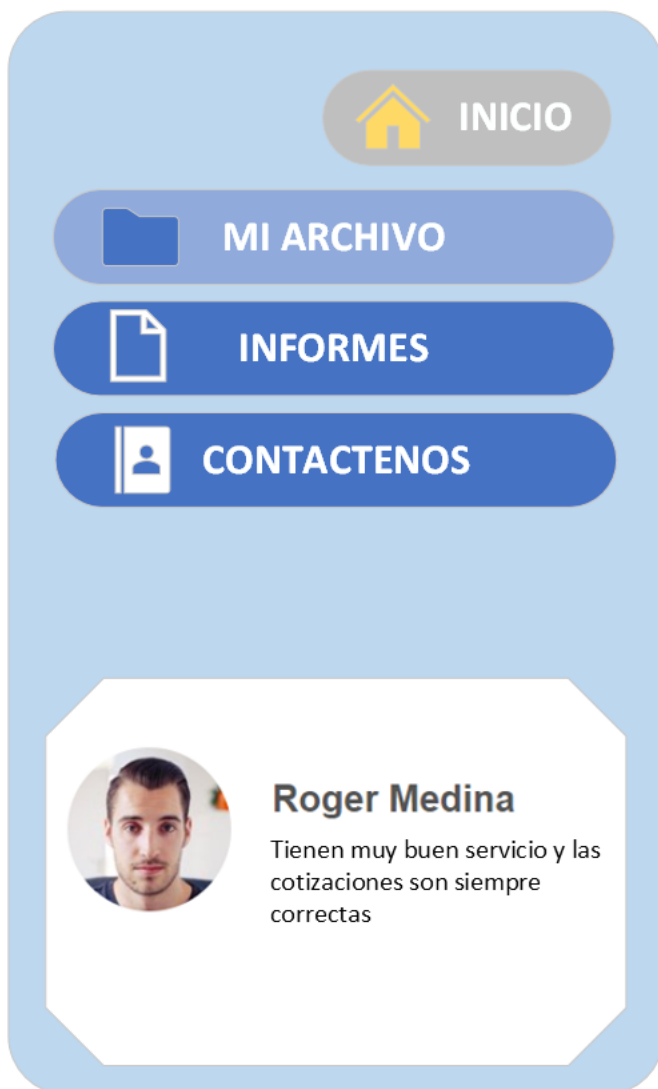 INICIO
MI ARCHIVO
INFORMES
CONTACTENOS
Roger Medina
Tienen muy buen servicio y las
cotizaciones son siempre
correctas